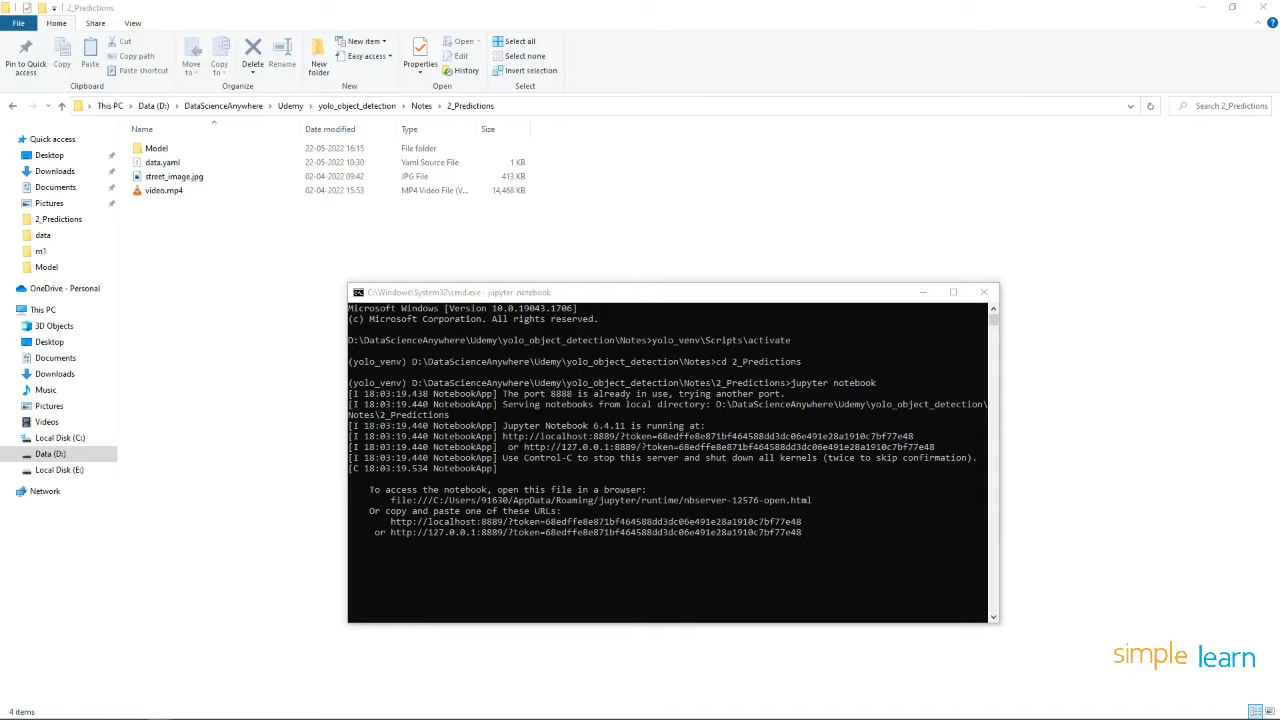 2_Predictions
File
Home
Share
View
Pin to Quick access
Copy
Paste
Cut
Copy path
Paste shortcut
Clipboard
Move to
Copy to
Delete
Rename
Organize
New folder
New item
Easy access
New
Properties
Open
Edit
History
Open
Select all
Select none
Invert selection
Select
This PC
Data (D:)
DataScienceAnywhere
Udemy
yolo_object_detection
Notes
2_Predictions
Search 2_Predictions
Name
Date modified
Type
Size
Model
22-05-2022 16:15
File folder
data.yaml
22-05-2022 10:30
Yaml Source File
1 KB
street_image.jpg
02-04-2022 09:42
JPG File
413 KB
video.mp4
02-04-2022 15:53
MP4 Video File (V...
14,468 KB
Quick access
Desktop
Downloads
Documents
Pictures
2_Predictions
data
m1
Model
OneDrive - Personal
This PC
3D Objects
Desktop
Documents
Downloads
Music
Pictures
Videos
Local Disk (C:)
Data (D:)
Local Disk (E:)
Network
C:\Windows\System32\cmd.exe - jupyter notebook
Microsoft Windows [Version 10.0.19043.1706]
(c) Microsoft Corporation. All rights reserved.
D:\DataScienceAnywhere\Udemy\yolo_object_detection\Notes>yolo_venv\Scripts\activate
(yolo_venv) D:\DataScienceAnywhere\Udemy\yolo_object_detection\Notes>cd 2_Predictions
(yolo_venv) D:\DataScienceAnywhere\Udemy\yolo_object_detection\Notes\2_Predictions>jupyter notebook
[I 18:03:19.438 NotebookApp] The port 8888 is already in use, trying another port.
[I 18:03:19.440 NotebookApp] Serving notebooks from local directory: D:\DataScienceAnywhere\Udemy\yolo_object_detection\
Notes\2_Predictions
[I 18:03:19.440 NotebookApp] Jupyter Notebook 6.4.11 is running at:
[I 18:03:19.440 NotebookApp] http://localhost:8889/?token=68edffe8e871bf464588dd3dc06e491e28a1910c7bf77e48
[I 18:03:19.440 NotebookApp]  or http://127.0.0.1:8889/?token=68edffe8e871bf464588dd3dc06e491e28a1910c7bf77e48
[I 18:03:19.440 NotebookApp] Use Control-C to stop this server and shut down all kernels (twice to skip confirmation).
[C 18:03:19.534 NotebookApp]
To access the notebook, open this file in a browser:
file:///C:/Users/91630/AppData/Roaming/jupyter/runtime/nbserver-12576-open.html
Or copy and paste one of these URLs:
http://localhost:8889/?token=68edffe8e871bf464588dd3dc06e491e28a1910c7bf77e48
or http://127.0.0.1:8889/?token=68edffe8e871bf464588dd3dc06e491e28a1910c7bf77e48
simplelearn
4 items